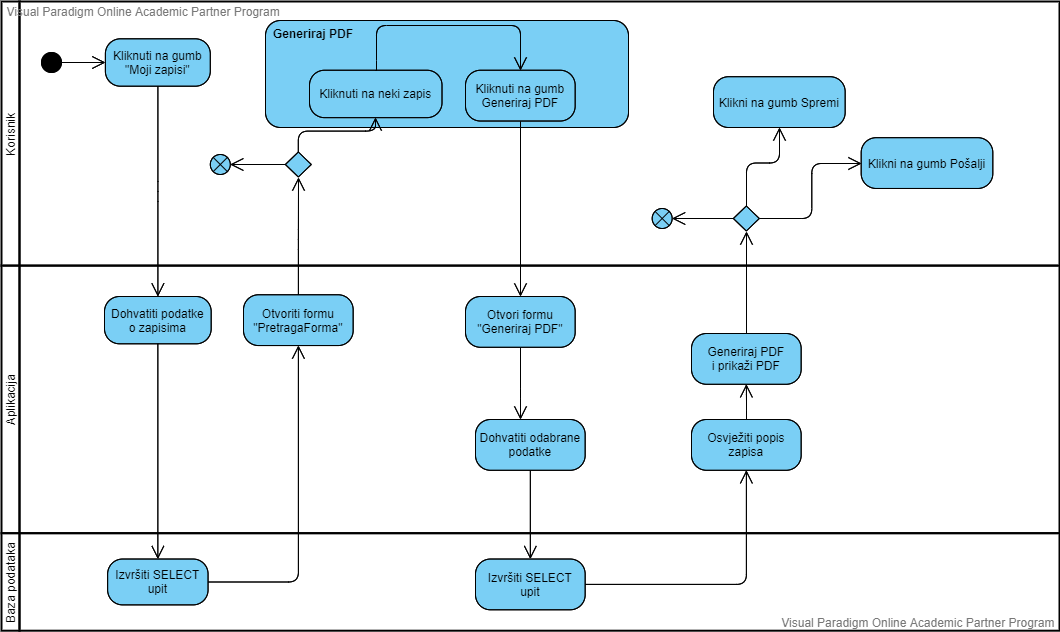 Visual Paradigm Online Academic Partner Program
Korisnik
Kliknuti na gumb
"Moji zapisi"
Generiraj PDF
Kliknuti na neki zapis
Kliknuti na gumb
Generiraj PDF
Klikni na gumb Spremi
Klikni na gumb Pošalji
Aplikacija
Dohvatiti podatke
o zapisima
Otvoriti formu
"PretragaForma"
Otvori formu
"Generiraj PDF"
Generiraj PDF
i prikaži PDF
Dohvatiti odabrane
podatke
Osvježiti popis
zapisa
Baza podataka
Izvršiti SELECT
upit
Izvršiti SELECT
upit
Visual Paradigm Online Academic Partner Program